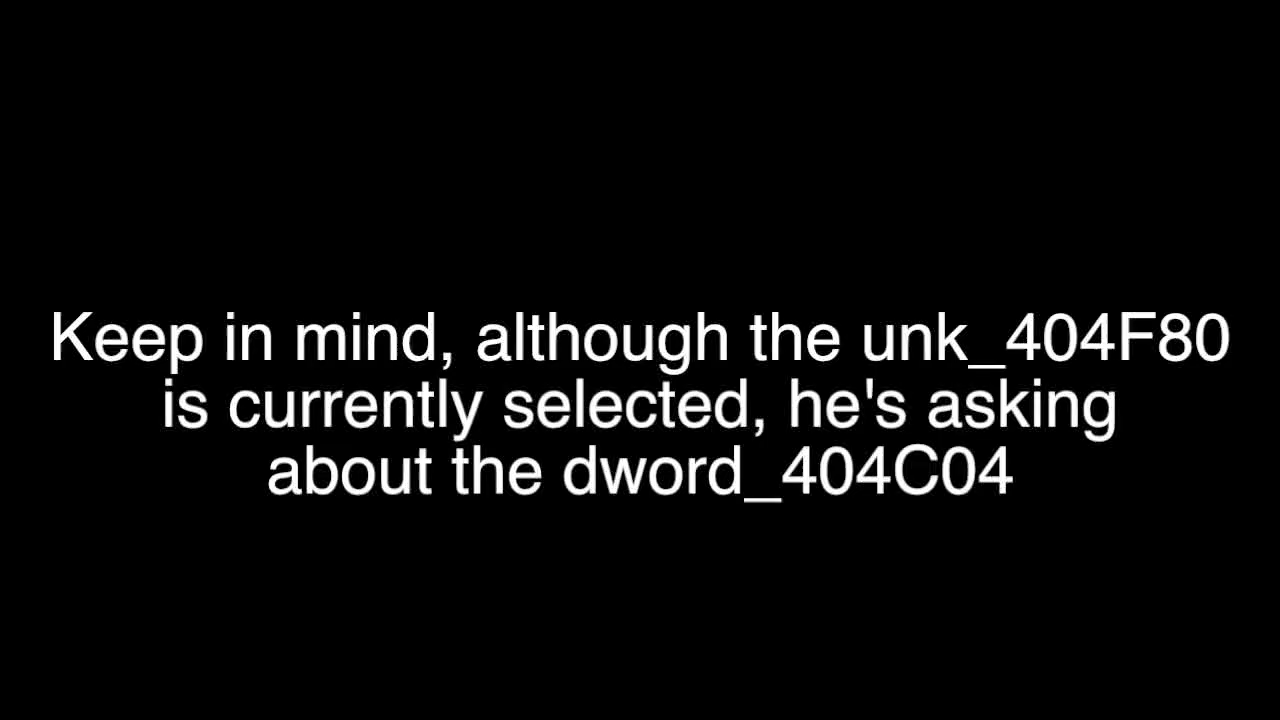 Keep in mind, although the unk_404F80
is currently selected, he's asking
about the dword_404C04